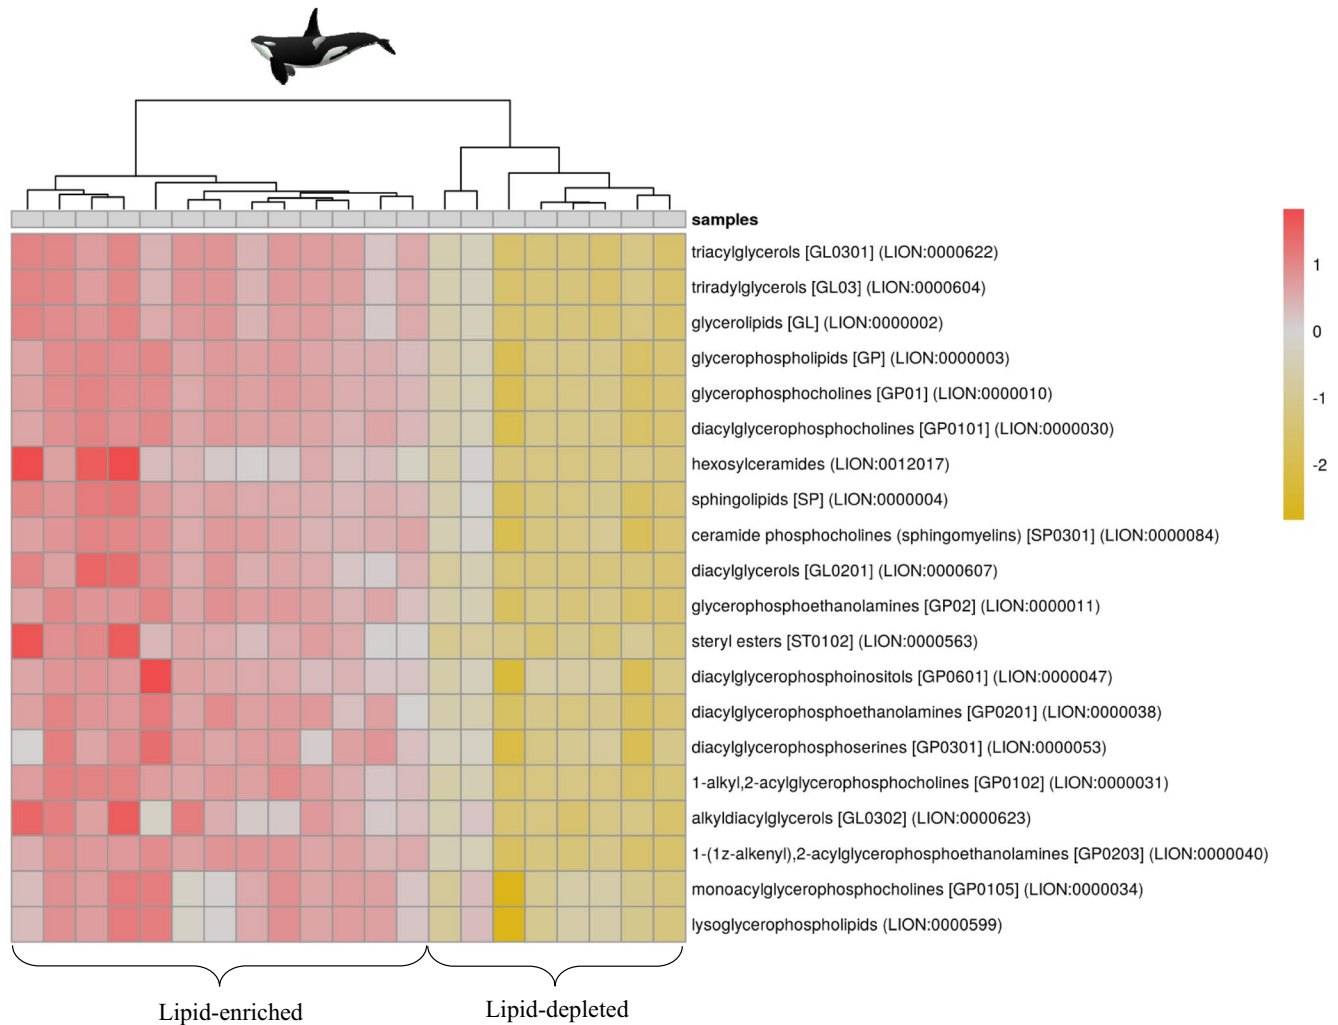 samples
triacylglycerols [GL0301] (LION:0000622)
triradylglycerols [GL03] (LION:0000604)
glycerolipids [GL] (LION:0000002)
glycerophospholipids [GP] (LION:0000003)
glycerophosphocholines [GP01] (LION:0000010)
diacylglycerophosphocholines [GP0101] (LION:0000030)
hexosylceramides (LION:0012017)
sphingolipids [SP] (LION:0000004)
ceramide phosphocholines (sphingomyelins) [SP0301] (LION:0000084)
diacylglycerols [GL0201] (LION:0000607)
glycerophosphoethanolamines [GP02] (LION:0000011)
steryl esters [ST0102] (LION:0000563)
diacylglycerophosphoinositols [GP0601] (LION:0000047)
diacylglycerophosphoethanolamines [GP0201] (LION:0000038)
diacylglycerophosphoserines [GP0301] (LION:0000053)
1-alkyl,2-acylglycerophosphocholines [GP0102] (LION:0000031)
alkyldiacylglycerols [GL0302] (LION:0000623)
1-(1z-alkenyl),2-acylglycerophosphoethanolamines [GP0203] (LION:0000040)
monoacylglycerophosphocholines [GP0105] (LION:0000034)
lysoglycerophospholipids (LION:0000599)
1
0
-1
-2
Lipid-enriched
Lipid-depleted